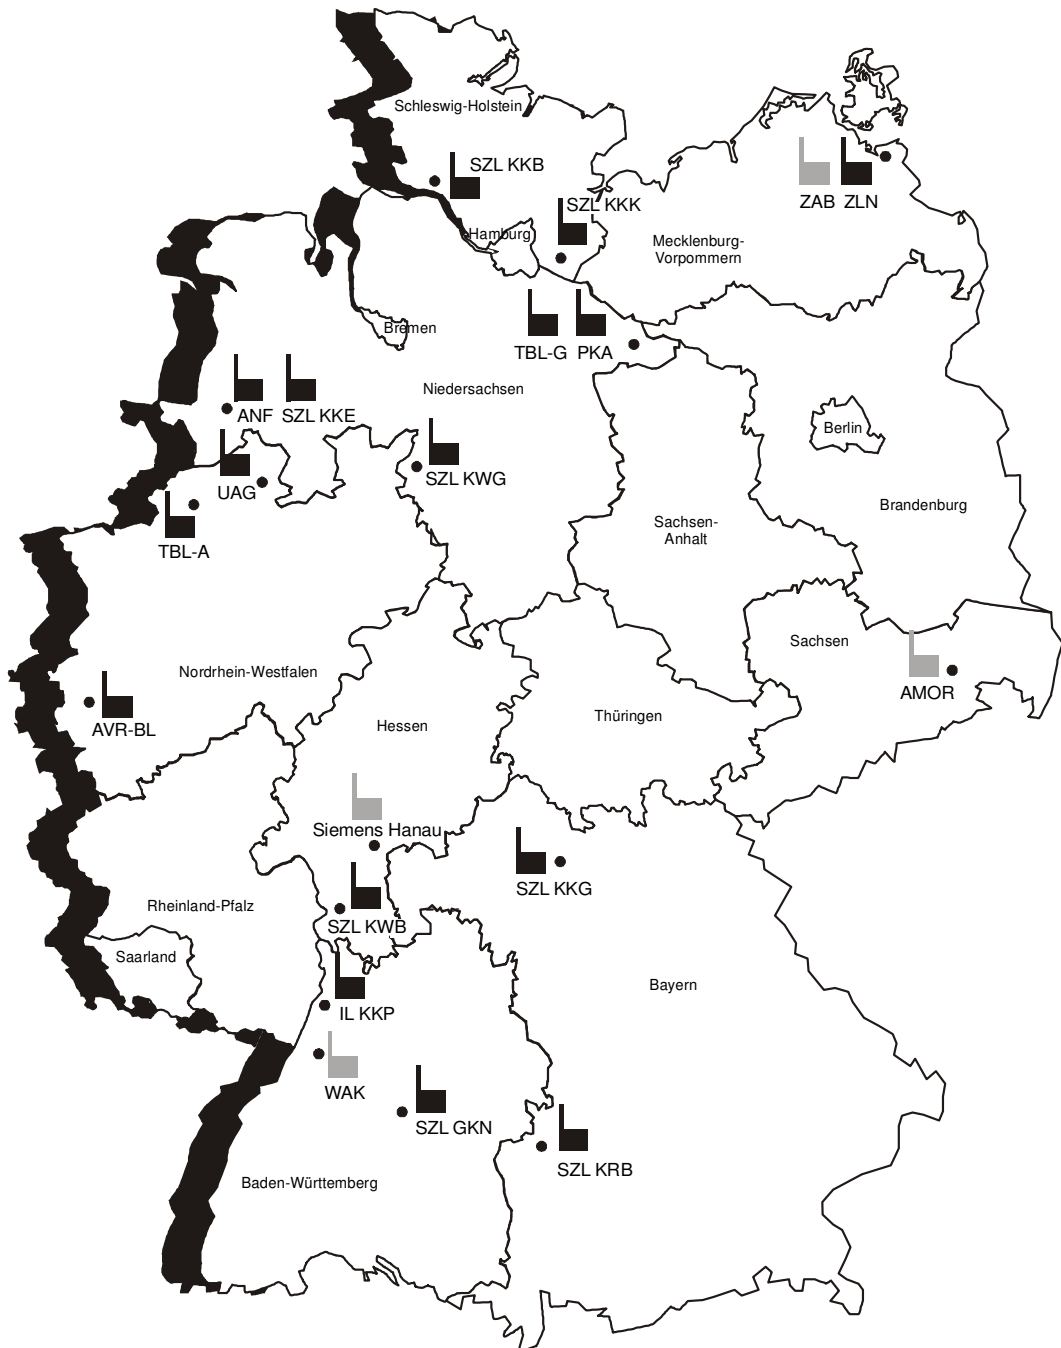 Schleswig-Holstein
SZL KKB
ZAB ZLN
SZL KKK
Hamburg
Mecklenburg-
Vorpommern
Bremen
TBL-G PKA
Niedersachsen
ANF SZL KKE
Berlin
SZL KWG
UAG
Brandenburg
Sachsen-
Anhalt
TBL-A
Sachsen
Nordrhein-Westfalen
AMOR
AVR-BL
Hessen
Thüringen
Siemens Hanau
SZL KKG
Rheinland-Pfalz
SZL KWB
Saarland
Bayern
IL KKP
WAK
SZL GKN
SZL KRB
Baden-Württemberg